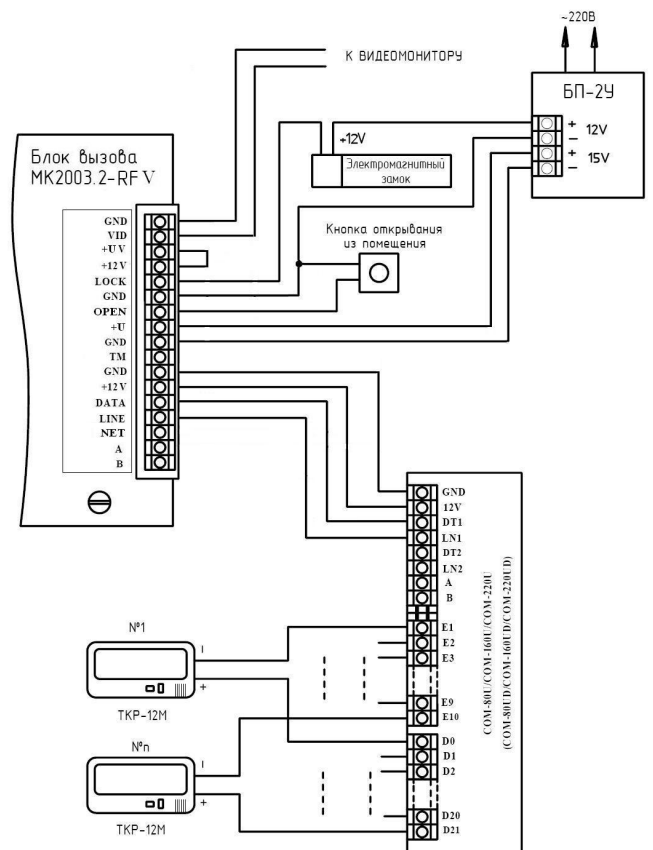 ~220В
К ВИДЕОМОНИТОРУ
БП-2У
+ 12V
−
+ 15V
−
+12V
Электромагнитный
замок
Блок вызова
МК2003.2-RF V
Кнопка открывания
из помещения
GND
VID
+U V
+12 V
LOCK
GND
OPEN
+U
GND
TM
GND
+12 V
DATA
LINE
NET
A
B
GND
12V
DT1
LN1
DT2
LN2
A
B
E1
E2
E3
E9
E10
D0
D1
D2
D20
D21
COM-80U/COM-160U/COM-220U
(COM-80UD/COM-160UD/COM-220UD)
№1
−
+
ТКР-12М
№n
−
+
ТКР-12М